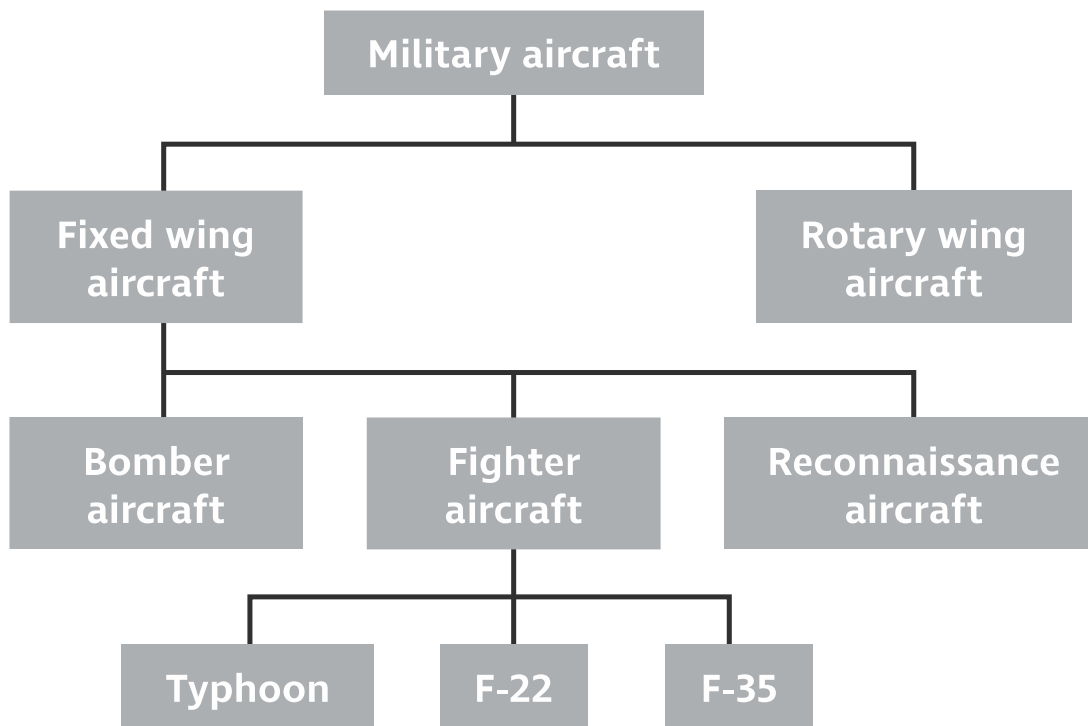 Military aircraft
Fixed wing
aircraft
Rotary wing
aircraft
Bomber
aircraft
Fighter
aircraft
Reconnaissance
aircraft
Typhoon
F-22
F-35